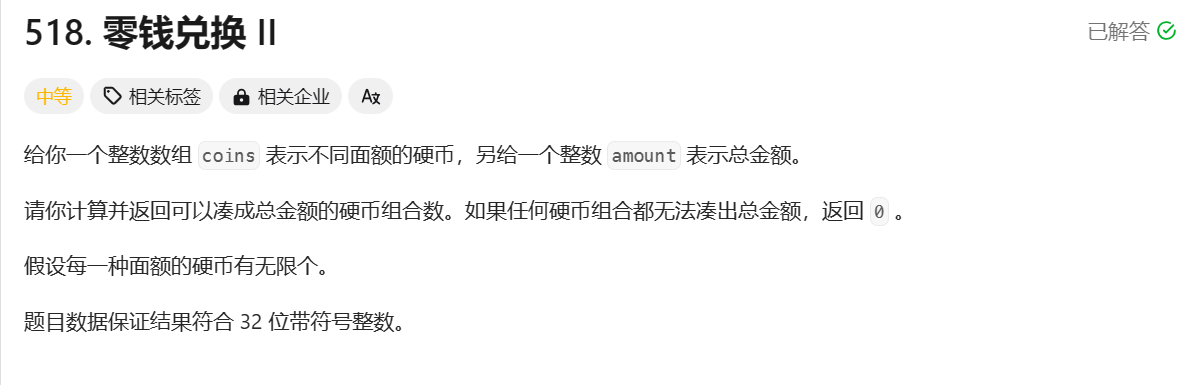 518. 零钱兑换 II
已解答
中等 相关标签 相关企业 A文
给你一个整数数组 coins 表示不同面额的硬币，另给一个整数 amount 表示总金额。
请你计算并返回可以凑成总金额的硬币组合数。如果任何硬币组合都无法凑出总金额，返回 0 。
假设每一种面额的硬币有无限个。
题目数据保证结果符合 32 位带符号整数。